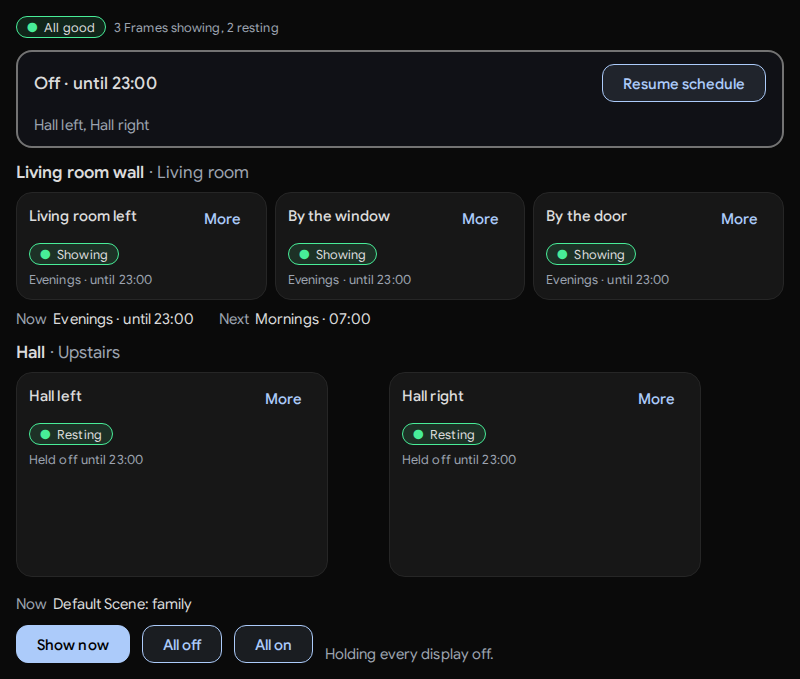 All good 3 Frames showing, 2 resting
Off · until 23:00 Resume schedule
Hall left, Hall right
Living room wall · Living room
Living room left More By the window More By the door More
Showing Showing Showing
Evenings · until 23:00 Evenings · until 23:00 Evenings · until 23:00
Now Evenings · until 23:00 Next Mornings · 07:00
Hall · Upstairs
Hall left More Hall right More
Resting Resting
Held off until 23:00 Held off until 23:00
Now Default Scene: family
Show now All off All on Holding every display off.